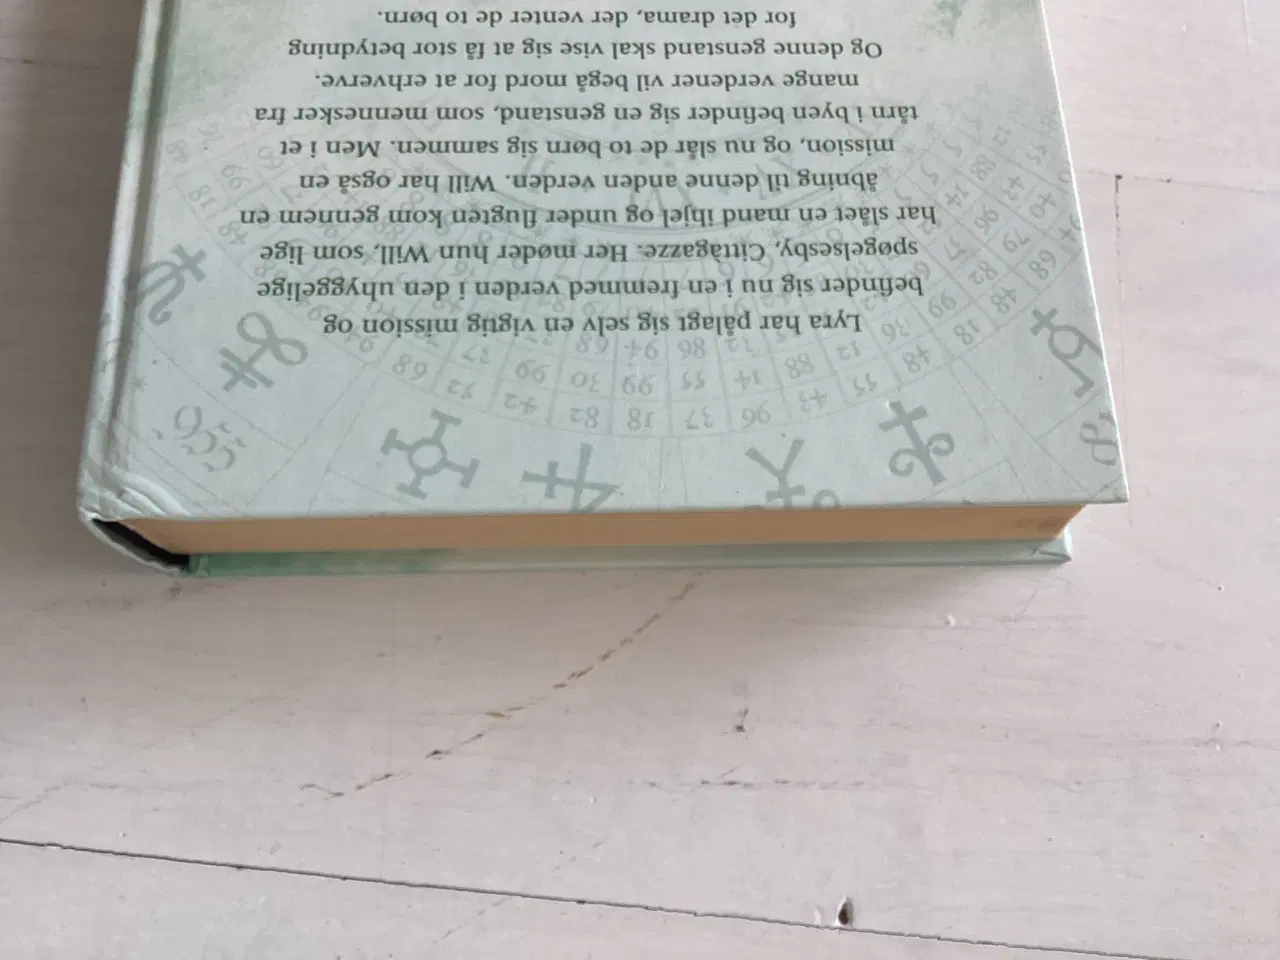 Lyra har pålagt sig selv en vigtig mission og
befinder sig nu i en fremmed verden i den uhyggelige
spøgelsesby, Cittàgazze. Her møder hun Will, som lige
har slået en mand ihjel og under flugten kom gennem en
åbning til denne anden verden. Will har også en
mission, og nu slår de to børn sig sammen. Men i et
tårn i byen befinder sig en genstand, som mennesker fra
mange verdener vil begå mord for at erhverve.
Og denne genstand skal vise sig at få stor betydning
for det drama, der venter de to børn.